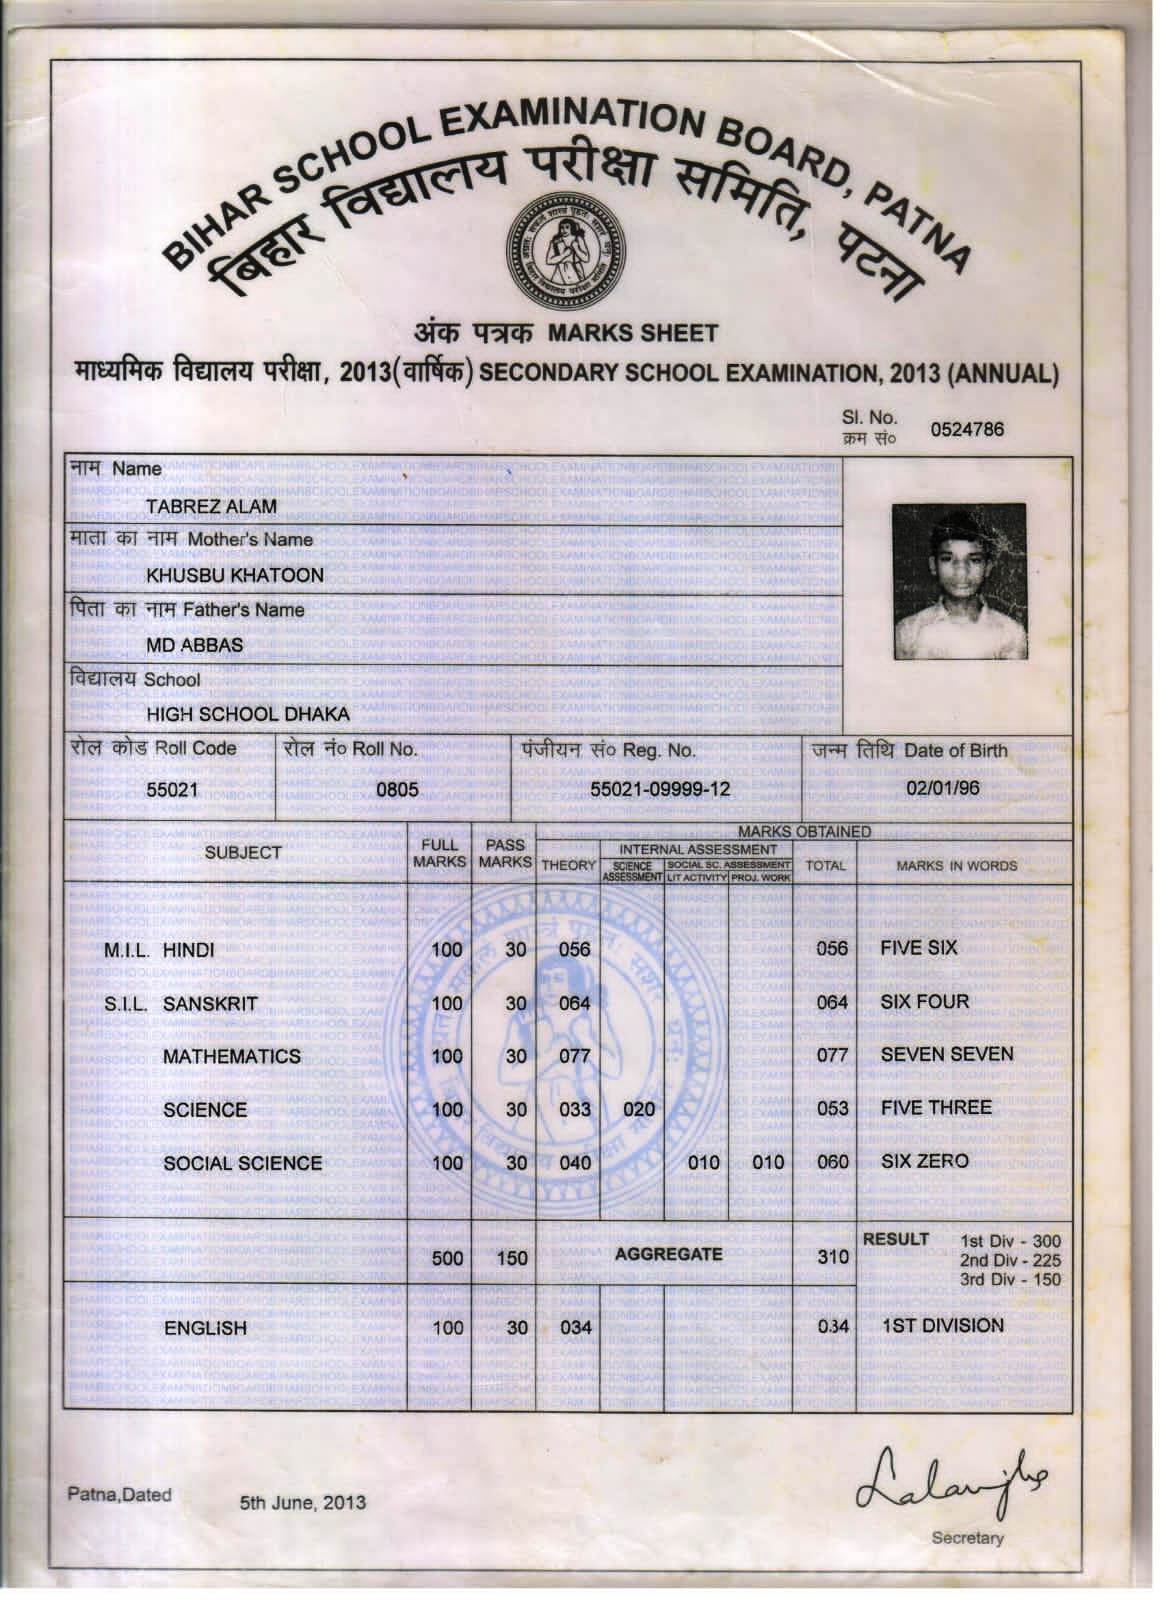 BIHAR SCHOOL EXAMINATION BOARD, PATNA
बिहार विद्यालय परीक्षा समिति, पटना
अंक पत्रक MARKS SHEET
माध्यमिक विद्यालय परीक्षा, 2013(वार्षिक) SECONDARY SCHOOL EXAMINATION, 2013 (ANNUAL)
Sl. No.
क्रम सं० 0524786
नाम Name
TABREZ ALAM
माता का नाम Mother's Name
KHUSBU KHATOON
पिता का नाम Father's Name
MD ABBAS
विद्यालय School
HIGH SCHOOL DHAKA
रोल कोड Roll Code रोल नं० Roll No. पंजीयन सं० Reg. No. जन्म तिथि Date of Birth
55021 0805 55021-09999-12 02/01/96
MARKS OBTAINED
SUBJECT FULL MARKS PASS MARKS THEORY INTERNAL ASSESSMENT TOTAL MARKS IN WORDS
SCIENCE ASSESSMENT SOCIAL SC. ASSESSMENT
LIT ACTIVITY PROJ. WORK
M.I.L. HINDI 100 30 056 056 FIVE SIX
S.I.L. SANSKRIT 100 30 064 064 SIX FOUR
MATHEMATICS 100 30 077 077 SEVEN SEVEN
SCIENCE 100 30 033 020 053 FIVE THREE
SOCIAL SCIENCE 100 30 040 010 010 060 SIX ZERO
500 150 AGGREGATE 310 RESULT 1st Div - 300
2nd Div - 225
3rd Div - 150
ENGLISH 100 30 034 034 1ST DIVISION
Patna,Dated 5th June, 2013
Secretary